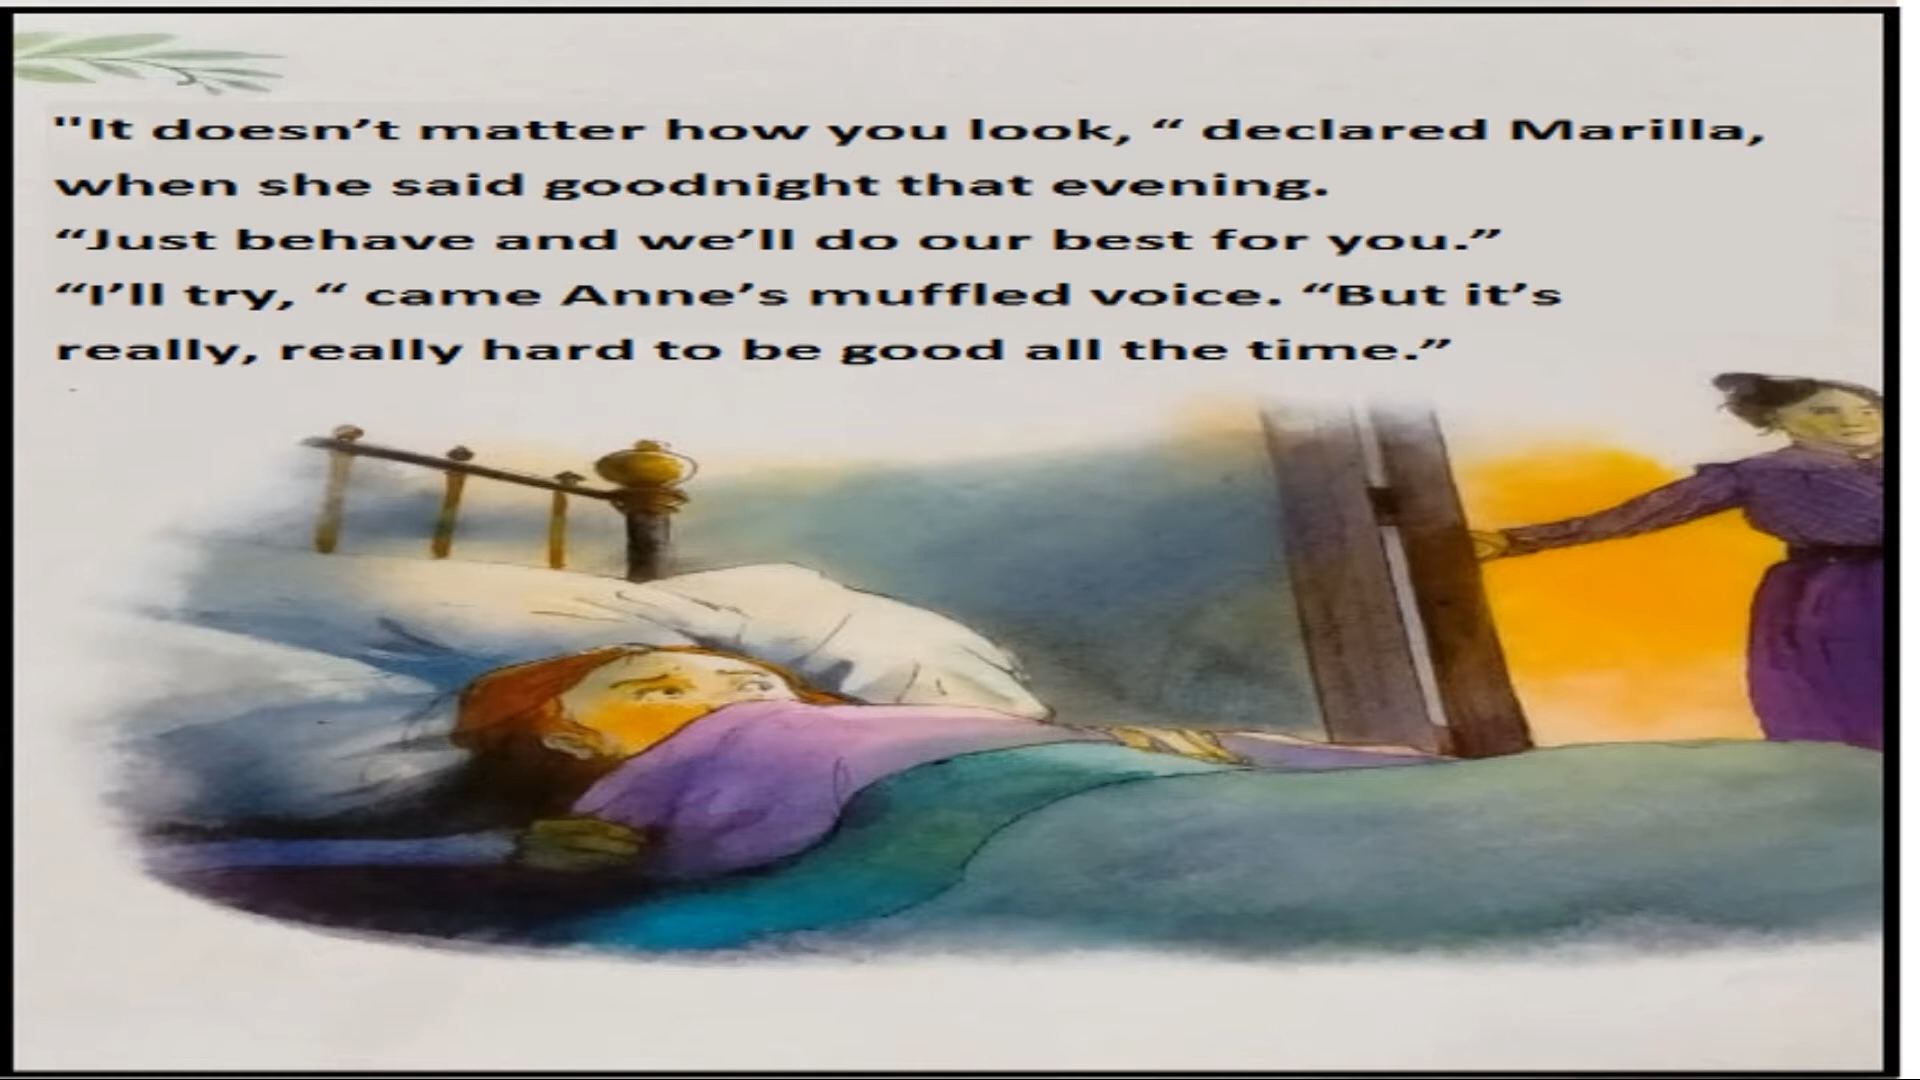 "It doesn’t matter how you look, “ declared Marilla,
when she said goodnight that evening.
“Just behave and we’ll do our best for you.”
“I’ll try, “ came Anne’s muffled voice. “But it’s
really, really hard to be good all the time.”